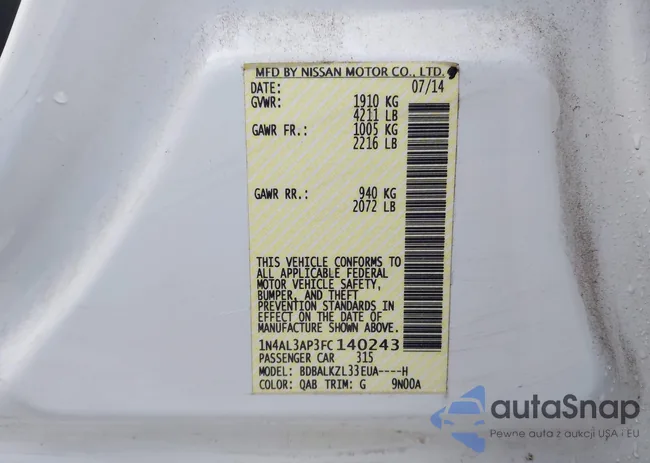 MFD BY NISSAN MOTOR CO., LTD.
DATE: 07/14
GVWR: 1910 KG
4211 LB
GAWR FR.: 1005 KG
2216 LB
GAWR RR.: 940 KG
2072 LB
THIS VEHICLE CONFORMS TO
ALL APPLICABLE FEDERAL
MOTOR VEHICLE SAFETY,
BUMPER, AND THEFT
PREVENTION STANDARDS IN
EFFECT ON THE DATE OF
MANUFACTURE SHOWN ABOVE.
1N4AL3AP3FC140243
PASSENGER CAR 315
MODEL: BDBALKZL33EUA----H
COLOR: QAB TRIM: G 9N00A
autaSnap
Pewne auta z aukcji USA i EU